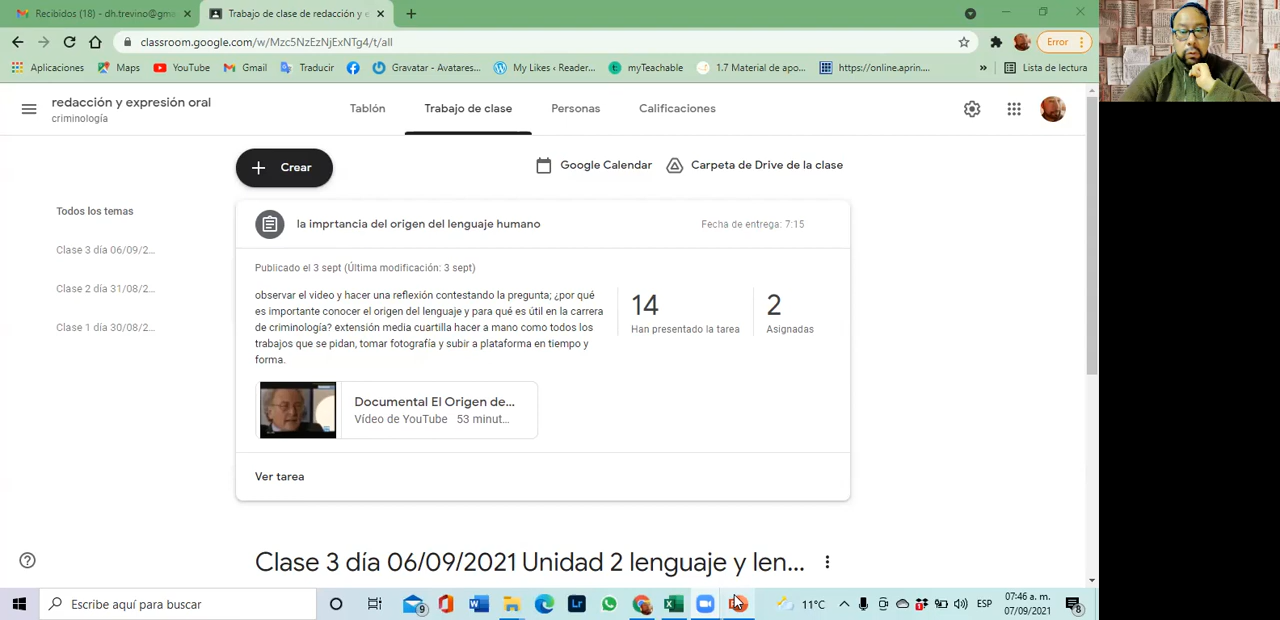 Recibidos (18) - dh.trevino@gma
Trabajo de clase de redacción y e
classroom.google.com/w/Mzc5NzEzNjExNTg4/t/all
Error
Aplicaciones
Maps
YouTube
Gmail
Traducir
Gravatar - Avatares...
My Likes ‹ Reader...
myTeachable
1.7 Material de apo...
https://online.aprin...
»
Lista de lectura
redacción y expresión oral
criminología
Tablón
Trabajo de clase
Personas
Calificaciones
Crear
Google Calendar
Carpeta de Drive de la clase
Todos los temas
Clase 3 día 06/09/2...
Clase 2 día 31/08/2...
Clase 1 día 30/08/2...
la imprtancia del origen del lenguaje humano
Fecha de entrega: 7:15
Publicado el 3 sept (Última modificación: 3 sept)
observar el video y hacer una reflexión contestando la pregunta; ¿por qué
es importante conocer el origen del lenguaje y para qué es útil en la carrera
de criminología? extensión media cuartilla hacer a mano como todos los
trabajos que se pidan, tomar fotografía y subir a plataforma en tiempo y
forma.
14
Han presentado la tarea
2
Asignadas
Documental El Origen de...
Vídeo de YouTube 53 minut...
Ver tarea
Clase 3 día 06/09/2021 Unidad 2 lenguaje y len...
Escribe aquí para buscar
9
11°C
ESP
07:46 a. m.
07/09/2021
8